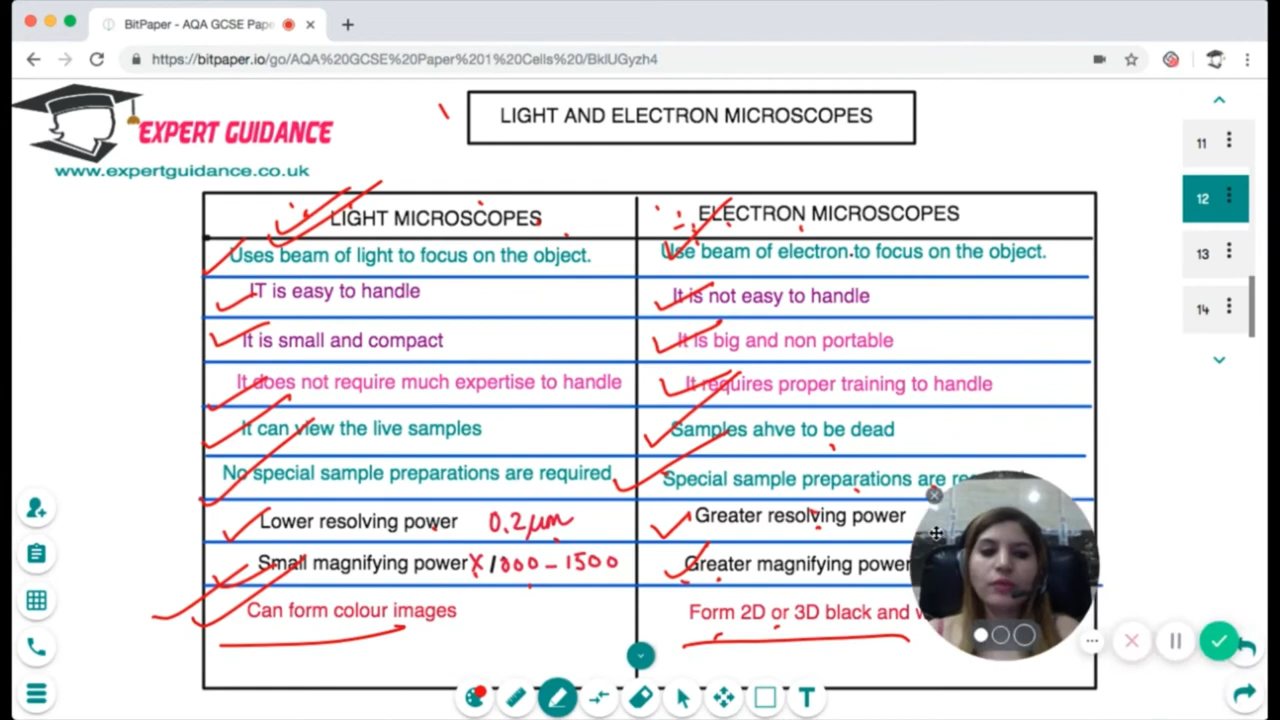 BitPaper - AQA GCSE Pape
https://bitpaper.io/go/AQA%20GCSE%20Paper%201%20Cells%20/BklUGyzh4
EXPERT GUIDANCE
www.expertguidance.co.uk
LIGHT AND ELECTRON MICROSCOPES
11
12
13
14
LIGHT MICROSCOPES
ELECTRON MICROSCOPES
Uses beam of light to focus on the object.
Use beam of electron to focus on the object.
IT is easy to handle
It is not easy to handle
It is small and compact
It is big and non portable
It does not require much expertise to handle
It requires proper training to handle
It can view the live samples
Samples ahve to be dead
No special sample preparations are required
Special sample preparations are
Lower resolving power 0.2µm
Greater resolving power
Small magnifying power X1000-1500
Greater magnifying power
Can form colour images
Form 2D or 3D black and
T